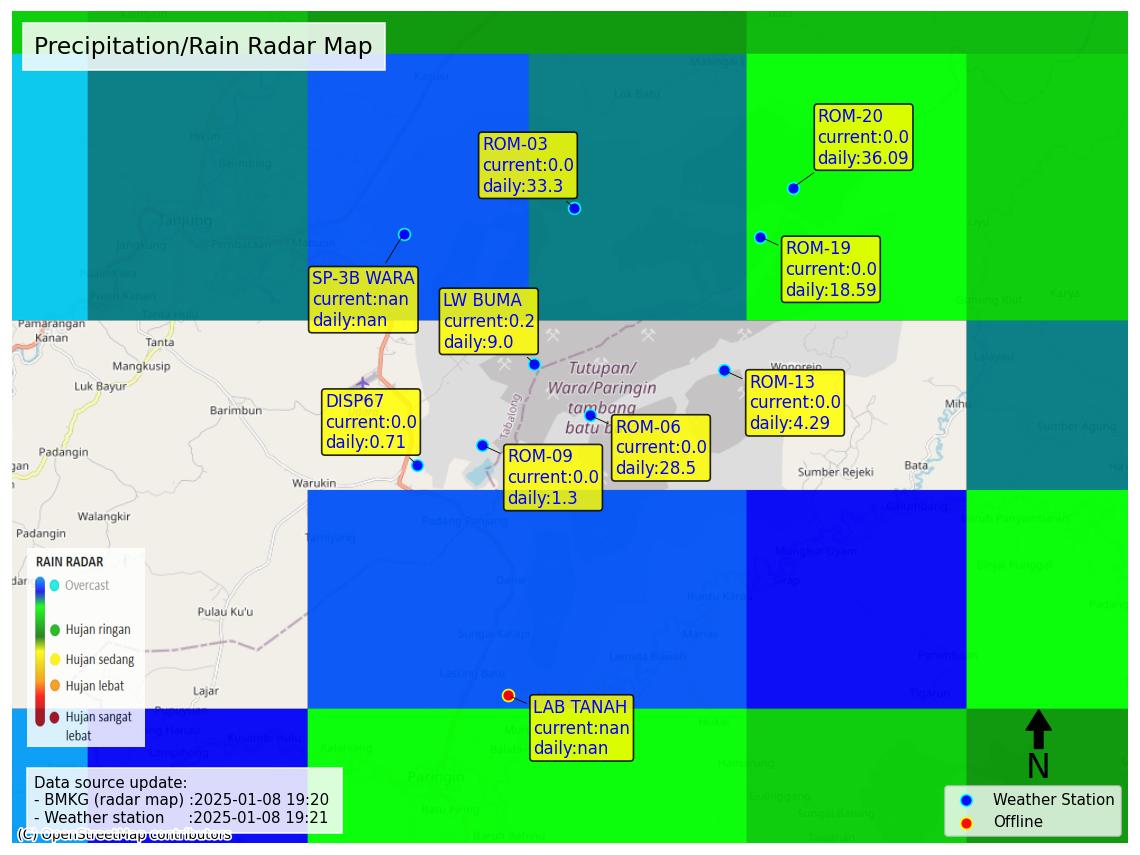 Precipitation/Rain Radar Map
ROM-20
current:0.0
daily:36.09
ROM-03
current:0.0
daily:33.3
ROM-19
current:0.0
daily:18.59
SP-3B WARA
current:nan
daily:nan
LW BUMA
current:0.2
daily:9.0
Tanjung
Pamarangan
Kanan
Tanta
Mangkusip
Luk Bayur
Barimbun
Padangin
Warukin
Walangkir
Padangin
Pulau Ku'u
Lajar
Tabalong
Tutupan/
Wara/Paringin
tambang
batu b
Wonorejo
Sumber Rejeki
Bata
Mihu
DISP67
current:0.0
daily:0.71
ROM-13
current:0.0
daily:4.29
ROM-06
current:0.0
daily:28.5
ROM-09
current:0.0
daily:1.3
Paringin
LAB TANAH
current:nan
daily:nan
RAIN RADAR
Overcast
Hujan ringan
Hujan sedang
Hujan lebat
Hujan sangat
lebat
Data source update:
- BMKG (radar map) :2025-01-08 19:20
- Weather station :2025-01-08 19:21
(C) OpenStreetMap contributors
N
Weather Station
Offline